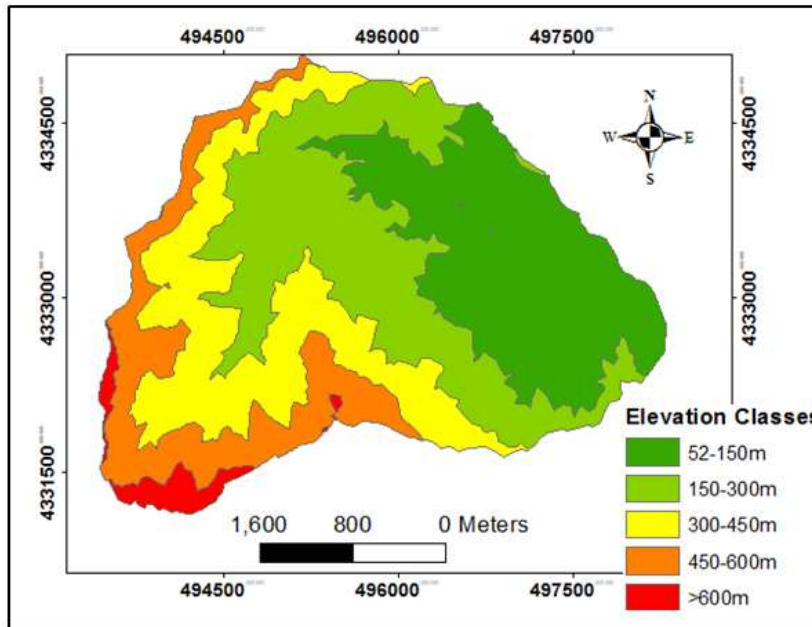 494500 496000 497500
N
W E
S
4334500 4334500
4333000 4333000
4331500 4331500
Elevation Classes
52-150m
150-300m
300-450m
450-600m
>600m
1,600 800 0 Meters
494500 496000 497500